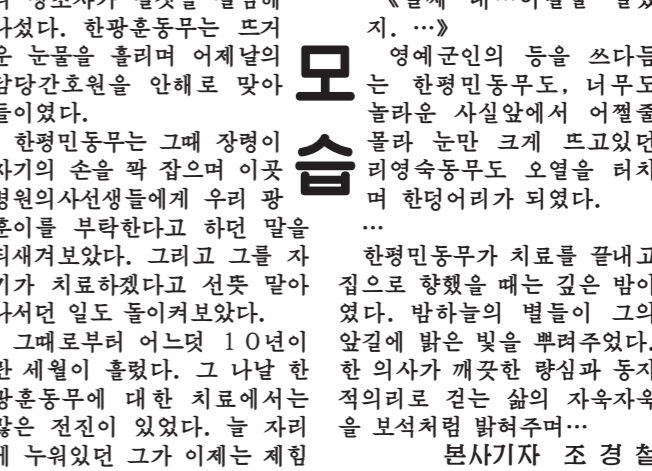 의 방조자가 될것을 결심해
나섰다. 한광훈동무는 뜨거
운 눈물을 흘리며 어제날의
담당간호원을 안해로 맞아
들이였다.
한평민동무는 그때 장령이
자기의 손을 꽉 잡으며 이곳
병원의사선생들에게 우리 광
훈이를 부탁한다고 하던 말을
되새겨보았다. 그리고 그를 자
기가 치료하겠다고 선뜻 맡아
나서던 일도 돌이켜보았다.
그때로부터 어느덧 10년이
란 세월이 흘렀다. 그 나날 한
광훈동무에 대한 치료에서는
많은 전진이 있었다. 늘 자리
에 누워있던 그가 이제는 제힘
모
습
지. …》
영예군인의 등을 쓰다듬
는 한평민동무도, 너무도
놀라운 사실앞에서 어쩔줄
몰라 눈만 크게 뜨고있던
리영숙동무도 오열을 터치
며 한덩어리가 되였다.
…
한평민동무가 치료를 끝내고
집으로 향했을 때는 깊은 밤이
였다. 밤하늘의 별들이 그의
앞길에 밝은 빛을 뿌려주었다.
한 의사가 깨끗한 량심과 동지
적의리로 걷는 삶의 자욱자욱
을 보석처럼 밝혀주며…
본사기자 조 경 철